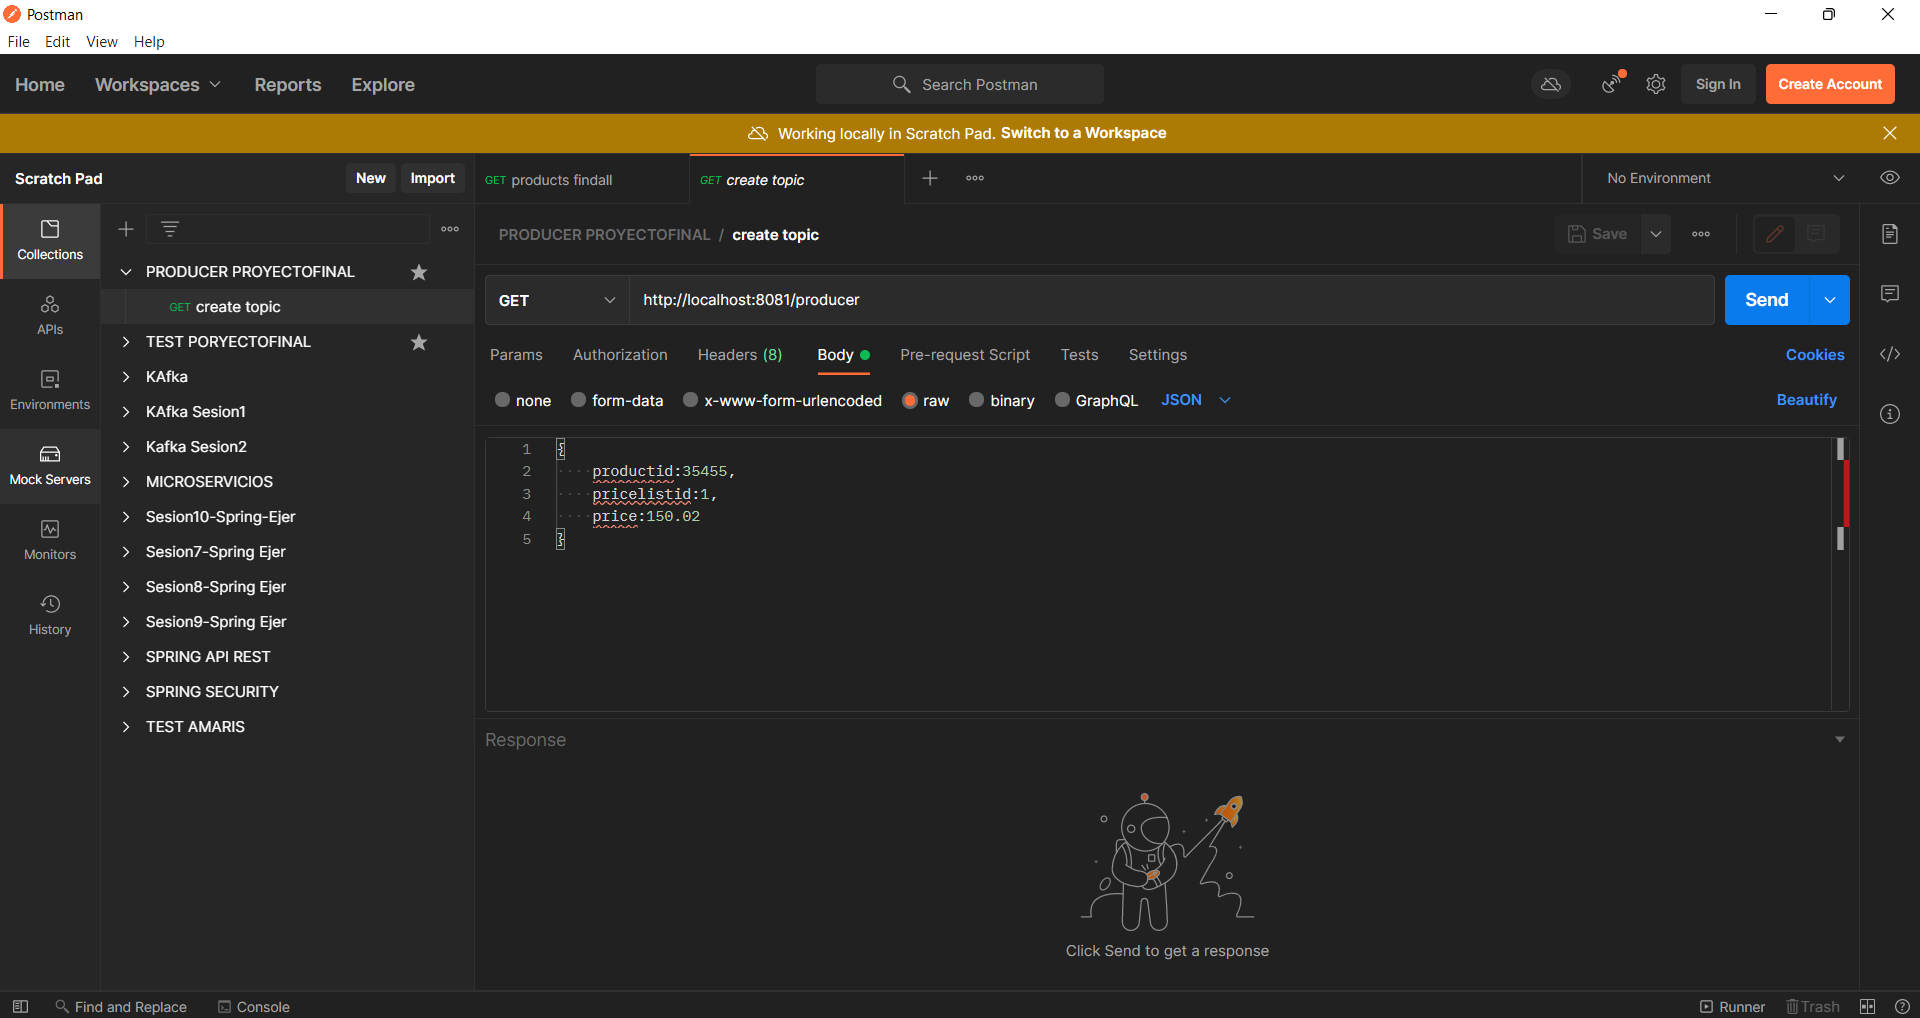 Postman
File Edit View Help
Home Workspaces Reports Explore Search Postman Sign In Create Account
Working locally in Scratch Pad. Switch to a Workspace
Scratch Pad New Import GET products findall GET create topic No Environment
Collections
APIs
Environments
Mock Servers
Monitors
History
PRODUCER PROYECTOFINAL
GET create topic
TEST PORYECTOFINAL
KAfka
KAfka Sesion1
Kafka Sesion2
MICROSERVICIOS
Sesion10-Spring-Ejer
Sesion7-Spring Ejer
Sesion8-Spring Ejer
Sesion9-Spring Ejer
SPRING API REST
SPRING SECURITY
TEST AMARIS
PRODUCER PROYECTOFINAL / create topic Save
GET http://localhost:8081/producer Send
Params Authorization Headers (8) Body Pre-request Script Tests Settings Cookies
none form-data x-www-form-urlencoded raw binary GraphQL JSON Beautify
1 {
2 productid:35455,
3 pricelistid:1,
4 price:150.02
5 }
Response
Click Send to get a response
Find and Replace Console Runner Trash